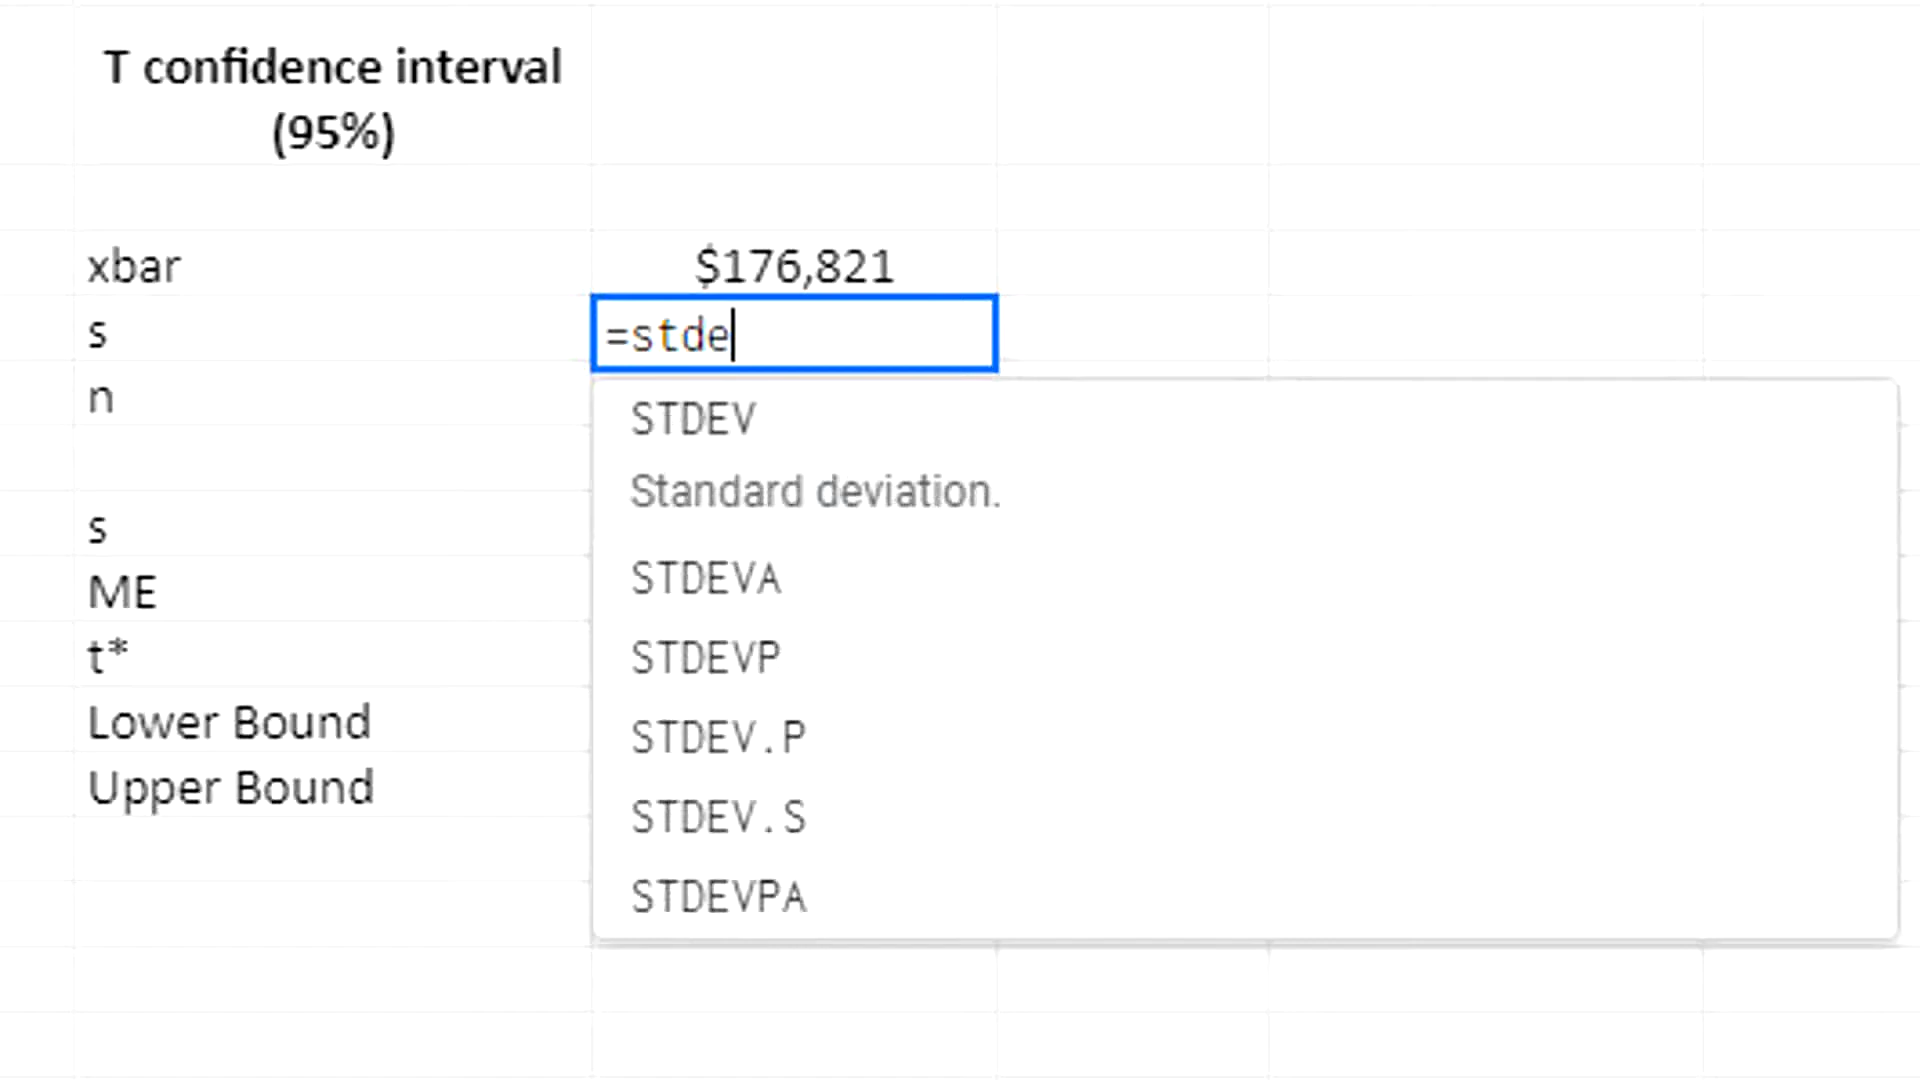 T confidence interval
(95%)
xbar $176,821
s =stde
n
s
ME
t*
Lower Bound
Upper Bound
STDEV
Standard deviation.
STDEVA
STDEVP
STDEV.P
STDEV.S
STDEVPA